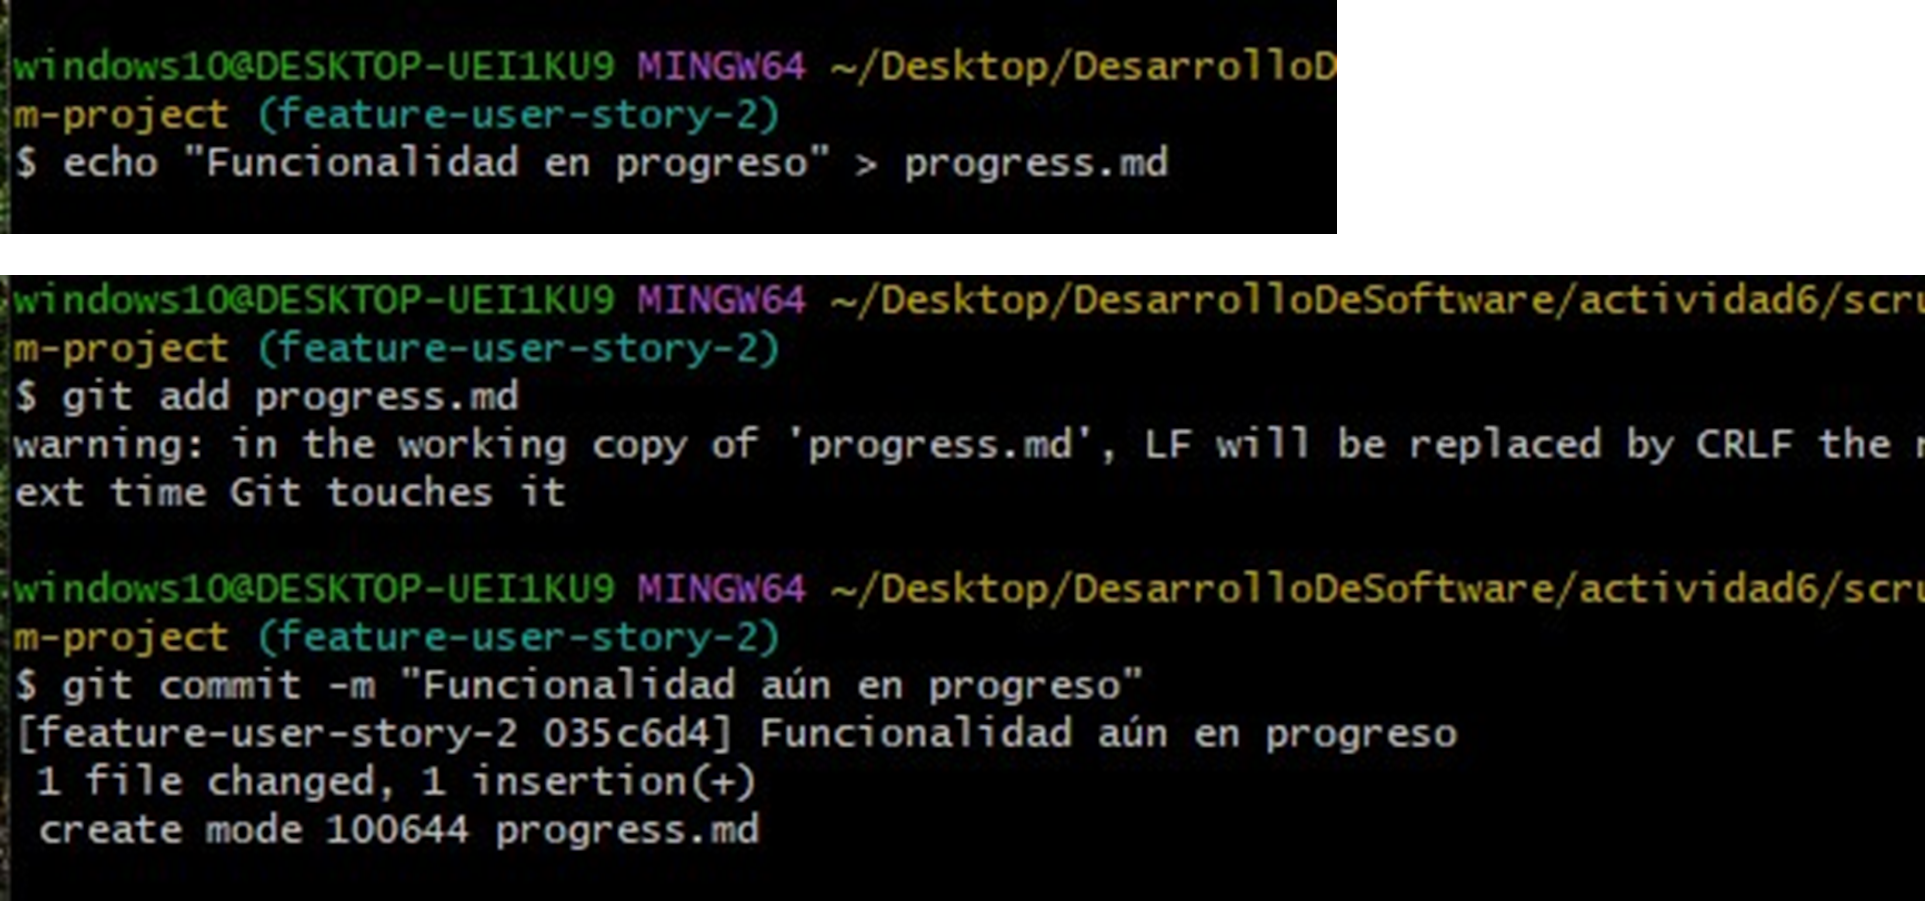 windows10@DESKTOP-UEI1KU9 MINGW64 ~/Desktop/DesarrolloD
m-project (feature-user-story-2)
$ echo "Funcionalidad en progreso" > progress.md
windows10@DESKTOP-UEI1KU9 MINGW64 ~/Desktop/DesarrolloDeSoftware/actividad6/scru
m-project (feature-user-story-2)
$ git add progress.md
warning: in the working copy of 'progress.md', LF will be replaced by CRLF the n
ext time Git touches it
windows10@DESKTOP-UEI1KU9 MINGW64 ~/Desktop/DesarrolloDeSoftware/actividad6/scru
m-project (feature-user-story-2)
$ git commit -m "Funcionalidad aún en progreso"
[feature-user-story-2 035c6d4] Funcionalidad aún en progreso
1 file changed, 1 insertion(+)
create mode 100644 progress.md